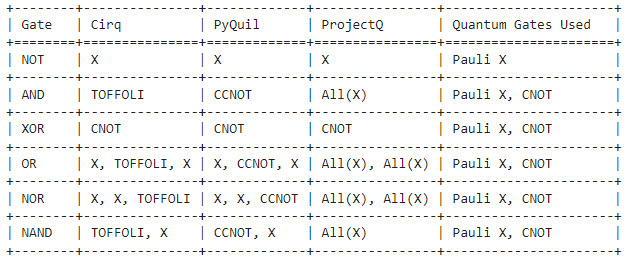 Gate Cirq PyQuil ProjectQ Quantum Gates Used
NOT X X X Pauli X
AND TOFFOLI CCNOT All(X) Pauli X, CNOT
XOR CNOT CNOT CNOT Pauli X, CNOT
OR X, TOFFOLI, X X, CCNOT, X All(X), All(X) Pauli X, CNOT
NOR X, X, TOFFOLI X, X, CCNOT All(X), All(X) Pauli X, CNOT
NAND TOFFOLI, X CCNOT, X All(X) Pauli X, CNOT